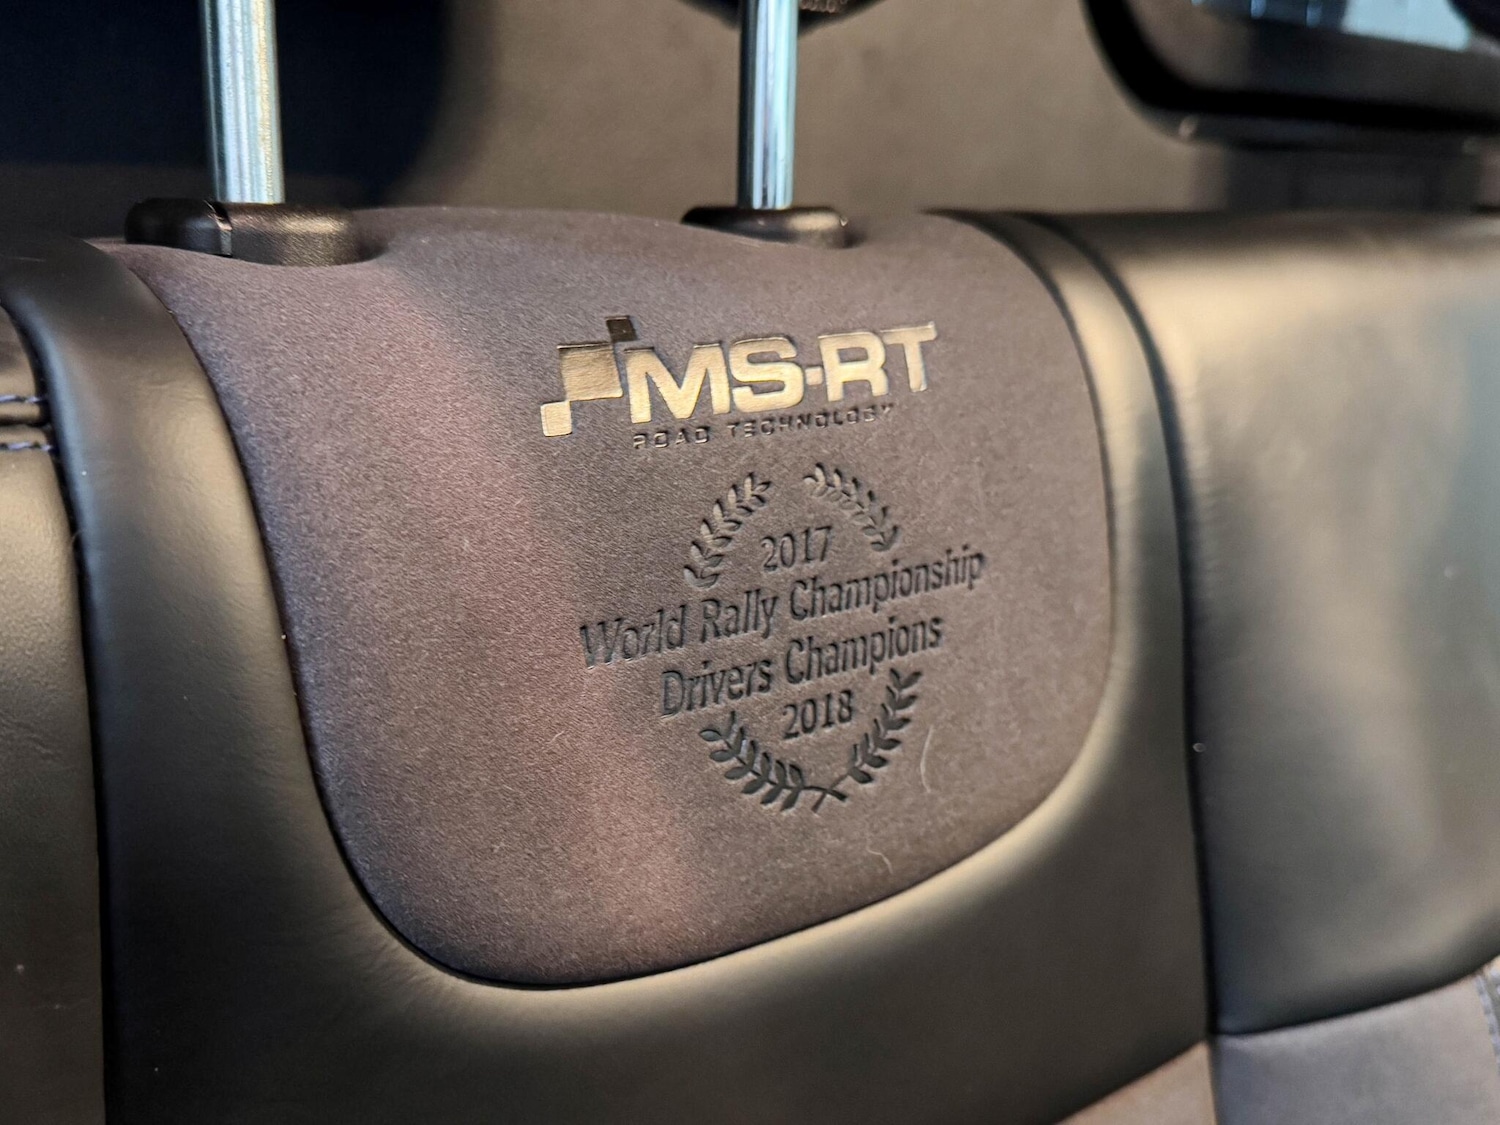 MS-RT
ROAD TECHNOLOGY
2017
World Rally Championship
Drivers Champions
2018